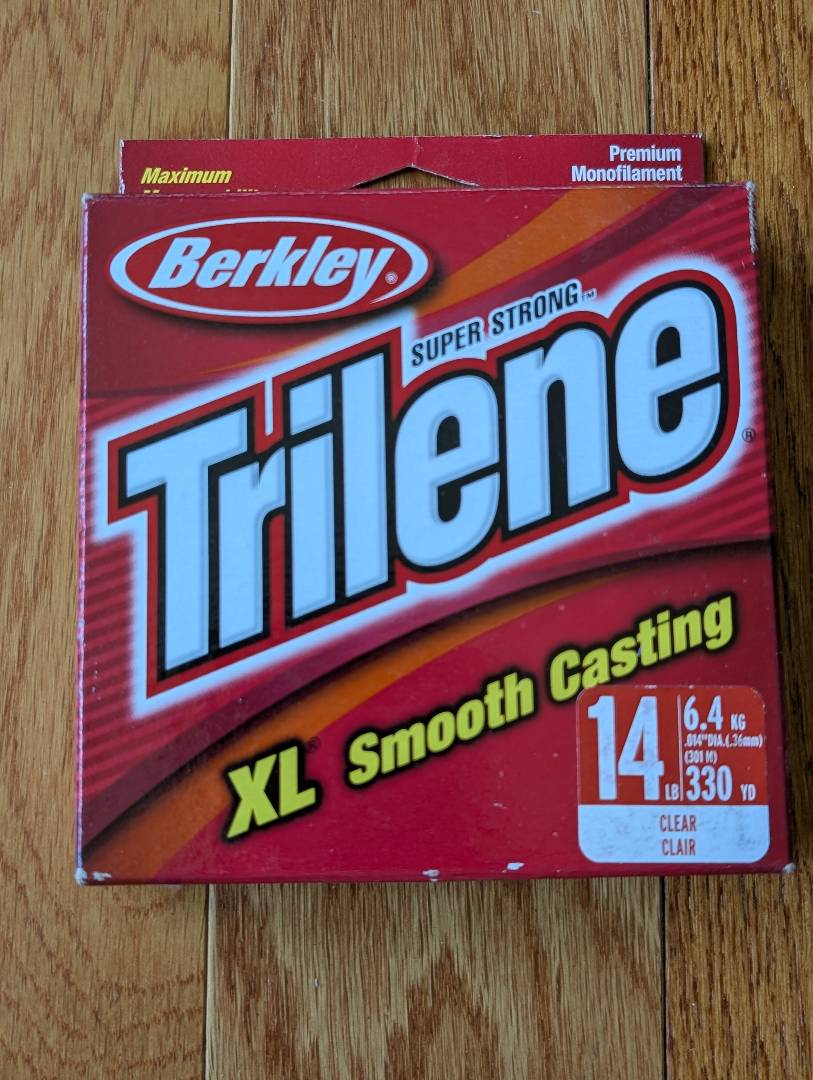 Maximum
Premium
Monofilament
Berkley®
SUPER STRONG™
Trilene®
XL® Smooth Casting
14 LB
6.4 KG
.014"DIA.(.36mm)
(301 M)
330 YD
CLEAR
CLAIR